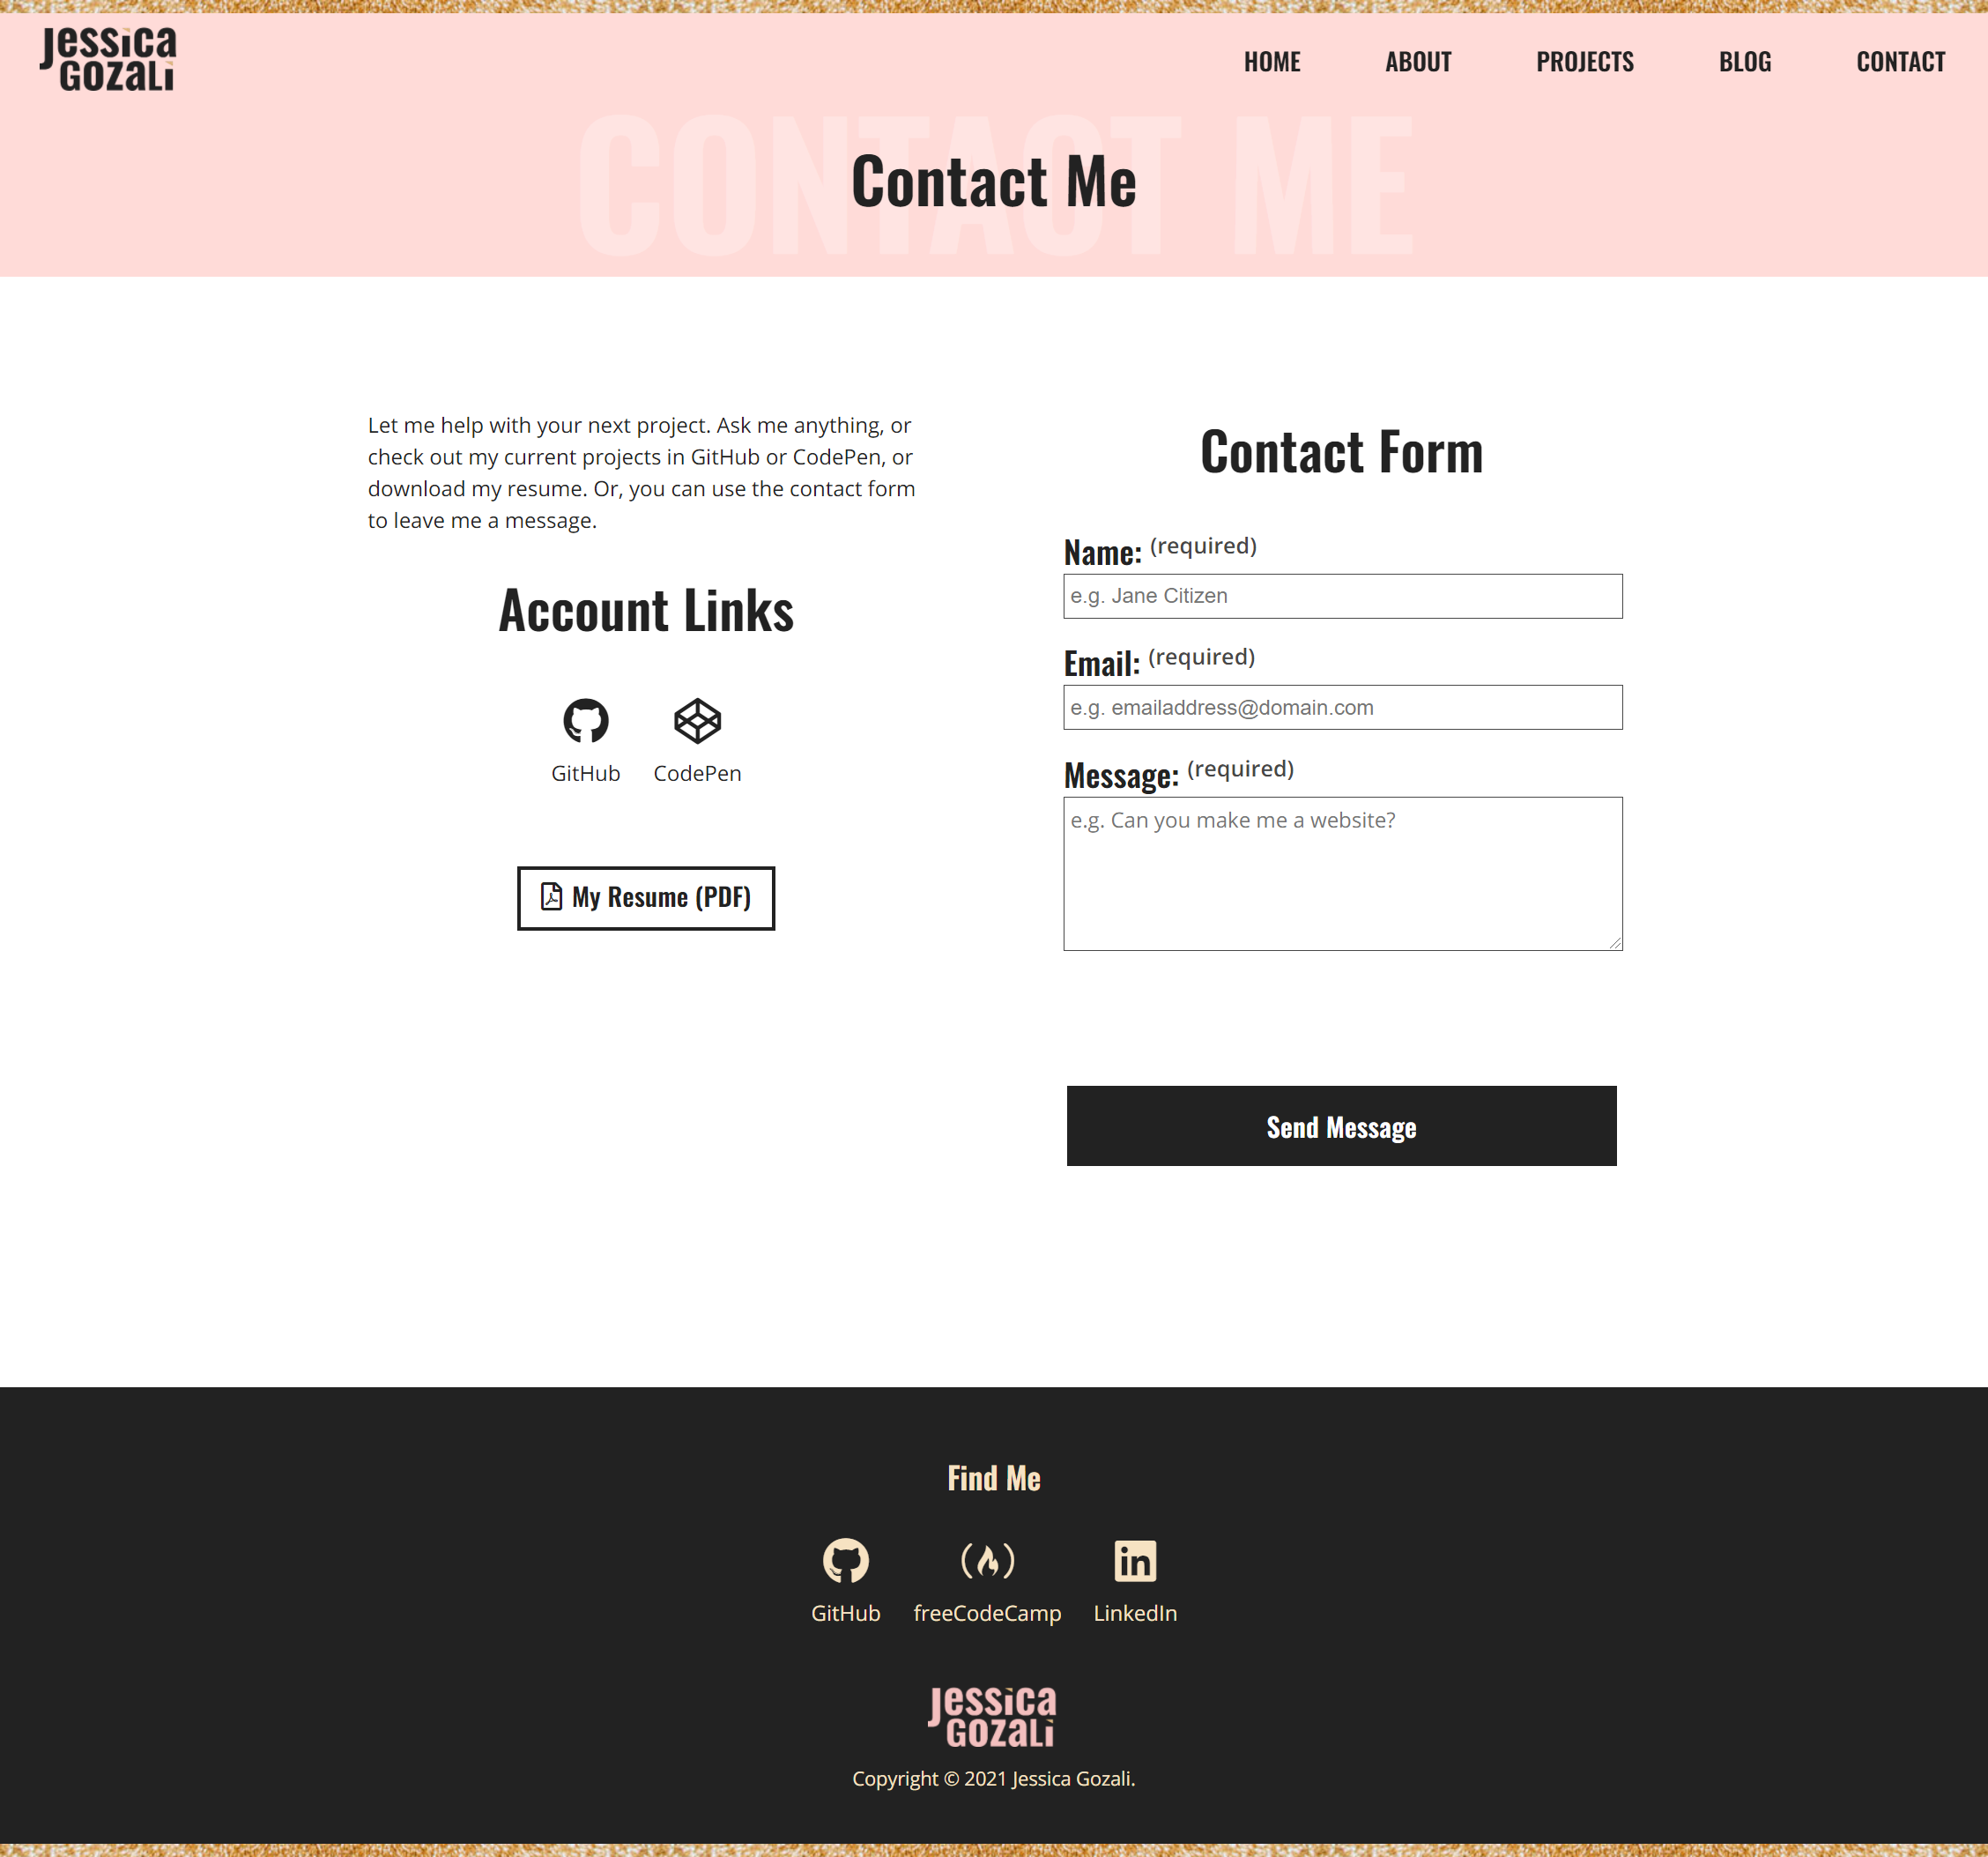 Jessica
GOZALI
HOME ABOUT PROJECTS BLOG CONTACT
CONTACT ME
Contact Me
Let me help with your next project. Ask me anything, or
check out my current projects in GitHub or CodePen, or
download my resume. Or, you can use the contact form
to leave me a message.
Account Links
GitHub CodePen
My Resume (PDF)
Contact Form
Name: (required)
e.g. Jane Citizen
Email: (required)
e.g. emailaddress@domain.com
Message: (required)
e.g. Can you make me a website?
Send Message
Find Me
in
GitHub freeCodeCamp LinkedIn
Jessica
GOZALI
Copyright © 2021 Jessica Gozali.